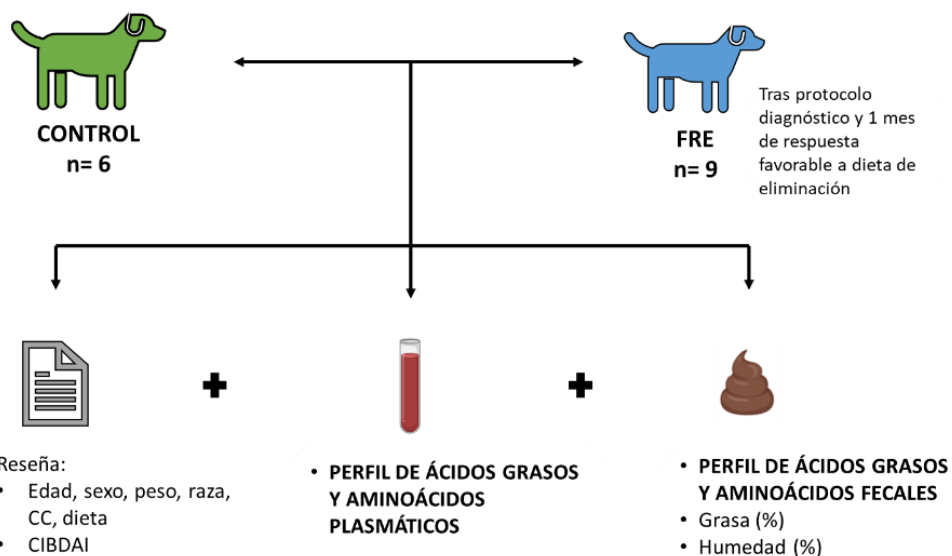 CONTROL
n= 6
FRE
n= 9
Tras protocolo
diagnóstico y 1 mes
de respuesta
favorable a dieta de
eliminación
Reseña:
• Edad, sexo, peso, raza,
CC, dieta
• CIBDAI
• PERFIL DE ÁCIDOS GRASOS
Y AMINOÁCIDOS
PLASMÁTICOS
• PERFIL DE ÁCIDOS GRASOS
Y AMINOÁCIDOS FECALES
• Grasa (%)
• Humedad (%)